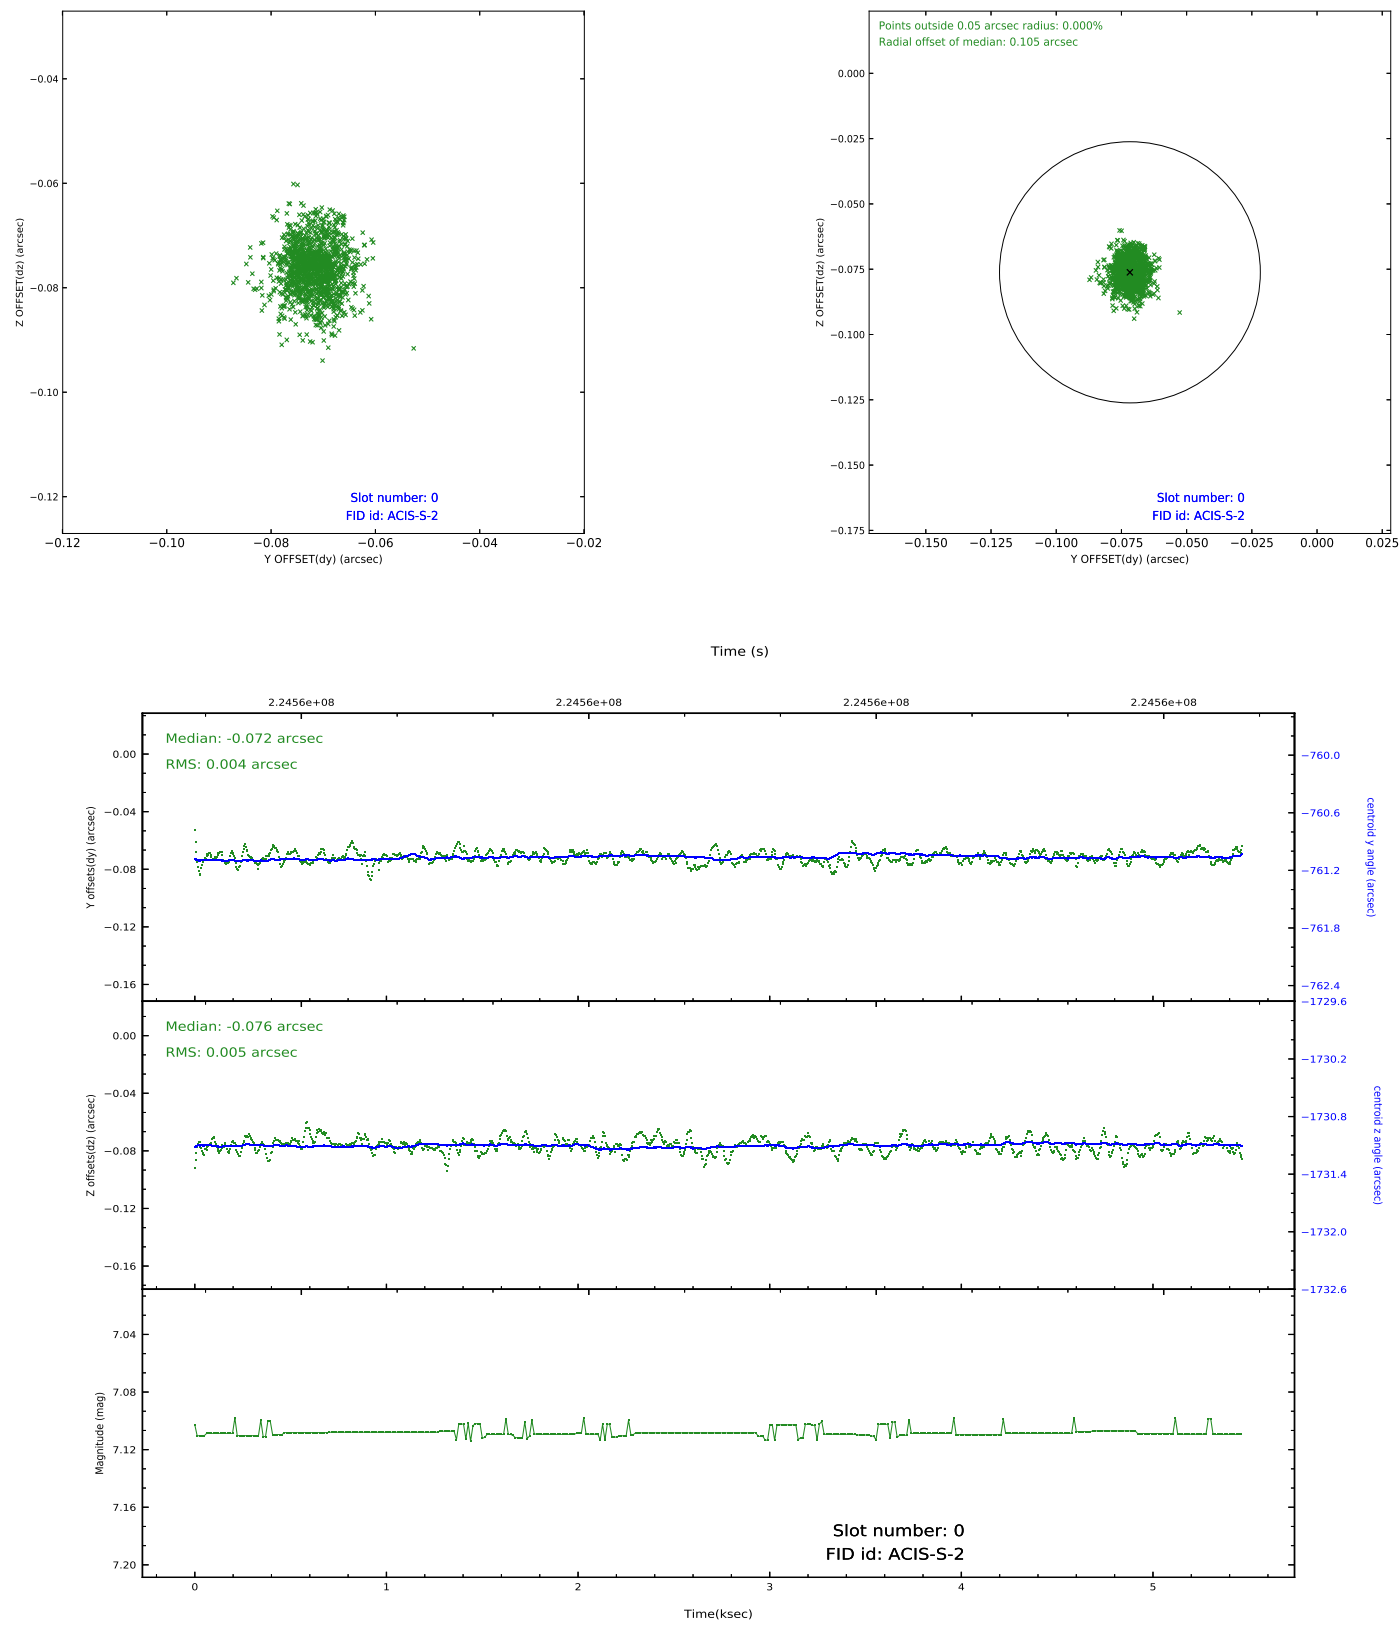 −0.04
−0.06
−0.08
−0.10
−0.12
Z OFFSET(dz) (arcsec)
Slot number: 0
FID id: ACIS-S-2
−0.12 −0.10 −0.08 −0.06 −0.04 −0.02
Y OFFSET(dy) (arcsec)
Points outside 0.05 arcsec radius: 0.000%
Radial offset of median: 0.105 arcsec
0.000
−0.025
−0.050
−0.075
−0.100
−0.125
−0.150
−0.175
Z OFFSET(dz) (arcsec)
Slot number: 0
FID id: ACIS-S-2
−0.150 −0.125 −0.100 −0.075 −0.050 −0.025 0.000 0.025
Y OFFSET(dy) (arcsec)
Time (s)
2.2456e+08 2.2456e+08 2.2456e+08 2.2456e+08
Median: -0.072 arcsec
RMS: 0.004 arcsec
0.00
−0.04
−0.08
−0.12
−0.16
Y offsets(dy) (arcsec)
−760.0
−760.6
−761.2
−761.8
−762.4
centroid y angle (arcsec)
Median: -0.076 arcsec
RMS: 0.005 arcsec
0.00
−0.04
−0.08
−0.12
−0.16
Z offsets(dz) (arcsec)
−1729.6
−1730.2
−1730.8
−1731.4
−1732.0
−1732.6
centroid z angle (arcsec)
7.04
7.08
7.12
7.16
7.20
Magnitude (mag)
Slot number: 0
FID id: ACIS-S-2
0 1 2 3 4 5
Time(ksec)